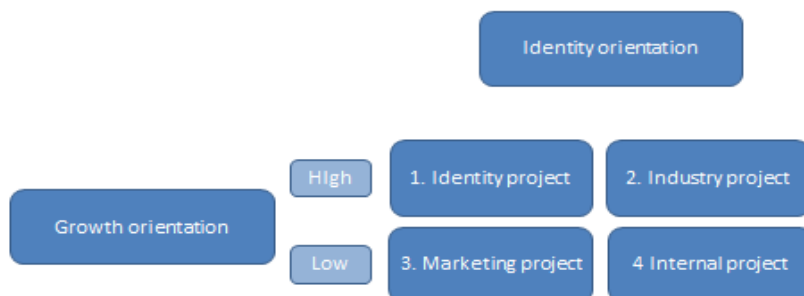 Identity orientation
HIgh
1. Identity project
2. Industry project
Growth orientation
Low
3. Marketing project
4 Internal project